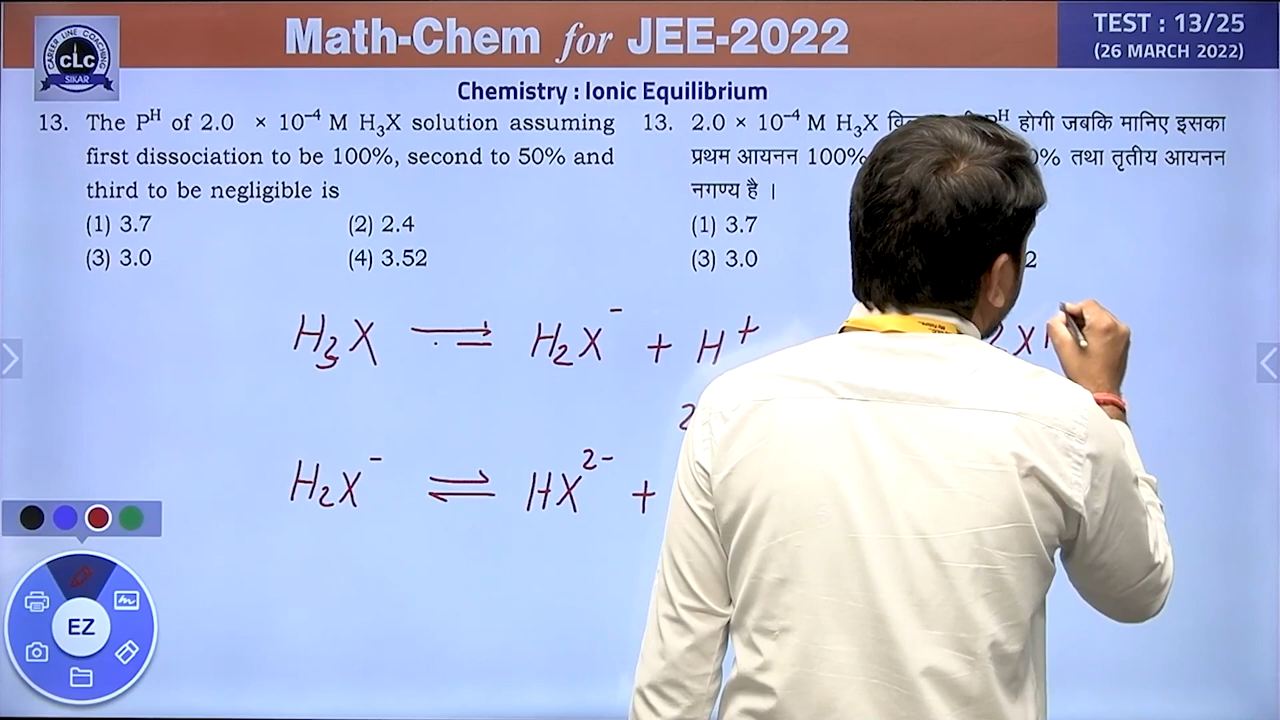 Math-Chem for JEE-2022
TEST : 13/25
(26 MARCH 2022)
CAREER LINE COACHING
CLC
SIKAR
Chemistry : Ionic Equilibrium
13. The Pᴴ of 2.0 × 10⁻⁴ M H₃X solution assuming
first dissociation to be 100%, second to 50% and
third to be negligible is
(1) 3.7 (2) 2.4
(3) 3.0 (4) 3.52
13. 2.0 × 10⁻⁴ M H₃X होगी जबकि मानिए इसका
प्रथम आयनन 100% तथा तृतीय आयनन
नगण्य है ।
(1) 3.7
(3) 3.0
H₃X ⇌ H₂X⁻ + H⁺
2
H₂X⁻ ⇌ HX²⁻ +
EZ